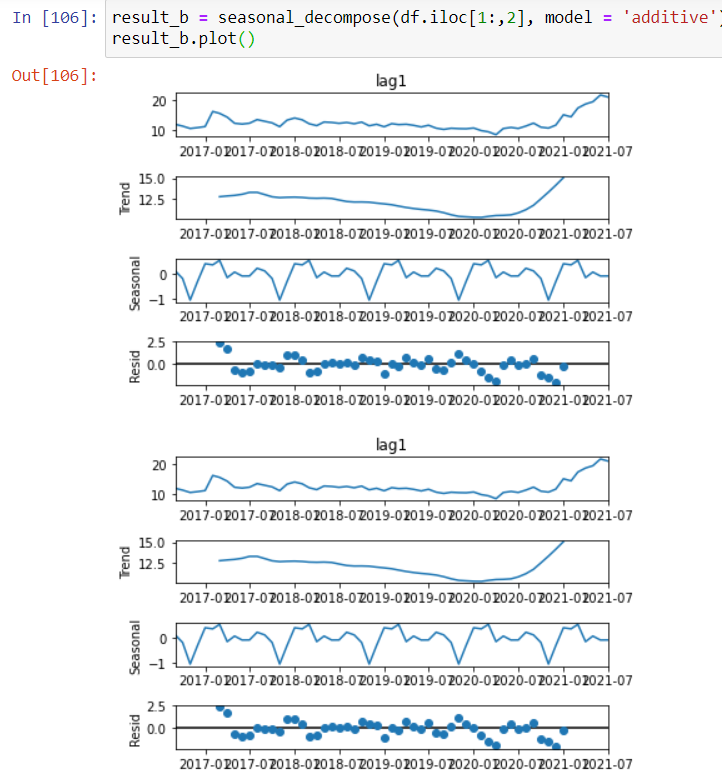 In [106]: result_b = seasonal_decompose(df.iloc[1:,2], model = 'additive')
result_b.plot()
Out[106]:
lag1
20
10
2017-01 2017-07 2018-01 2018-07 2019-01 2019-07 2020-01 2020-07 2021-01 2021-07
Trend
15.0
12.5
2017-01 2017-07 2018-01 2018-07 2019-01 2019-07 2020-01 2020-07 2021-01 2021-07
Seasonal
0
−1
2017-01 2017-07 2018-01 2018-07 2019-01 2019-07 2020-01 2020-07 2021-01 2021-07
Resid
2.5
0.0
2017-01 2017-07 2018-01 2018-07 2019-01 2019-07 2020-01 2020-07 2021-01 2021-07
lag1
20
10
2017-01 2017-07 2018-01 2018-07 2019-01 2019-07 2020-01 2020-07 2021-01 2021-07
Trend
15.0
12.5
2017-01 2017-07 2018-01 2018-07 2019-01 2019-07 2020-01 2020-07 2021-01 2021-07
Seasonal
0
−1
2017-01 2017-07 2018-01 2018-07 2019-01 2019-07 2020-01 2020-07 2021-01 2021-07
Resid
2.5
0.0
2017-01 2017-07 2018-01 2018-07 2019-01 2019-07 2020-01 2020-07 2021-01 2021-07